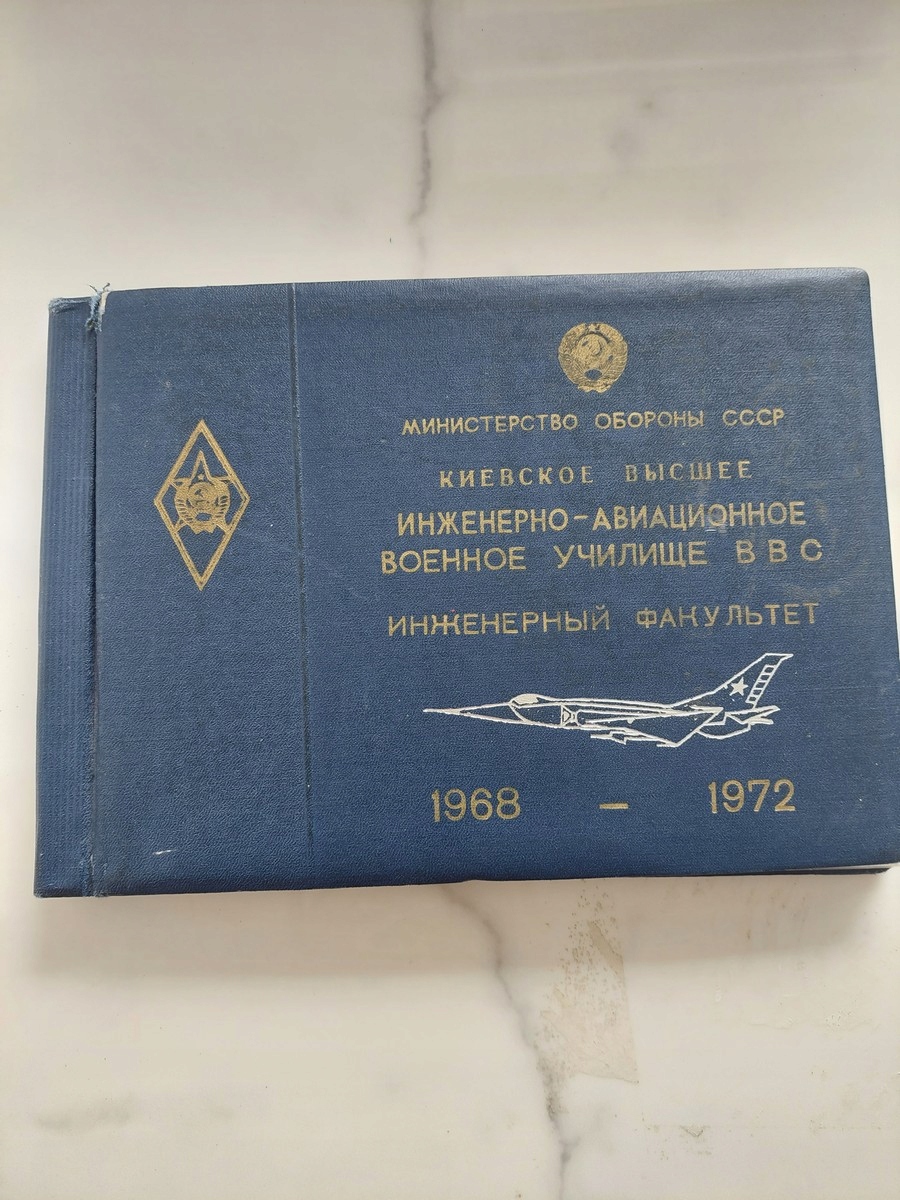 МИНИСТЕРСТВО ОБОРОНЫ СССР
КИЕВСКОЕ ВЫСШЕЕ
ИНЖЕНЕРНО-АВИАЦИОННОЕ
ВОЕННОЕ УЧИЛИЩЕ ВВС
ИНЖЕНЕРНЫЙ ФАКУЛЬТЕТ
1968 – 1972